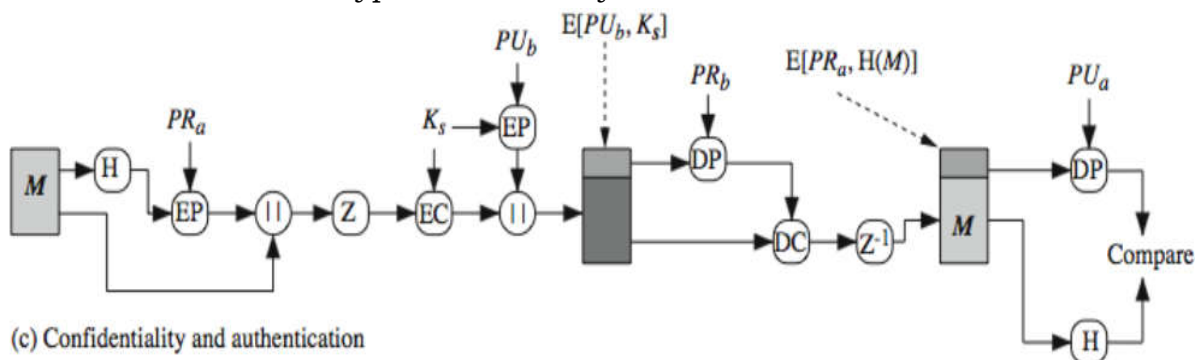 E[PU_b, K_s]
PU_b
E[PR_a, H(M)]
PR_b
PU_a
PR_a
K_s
EP
H
DP
DP
M
EP
||
Z
EC
||
DC
Z⁻¹
M
Compare
H
(c) Confidentiality and authentication